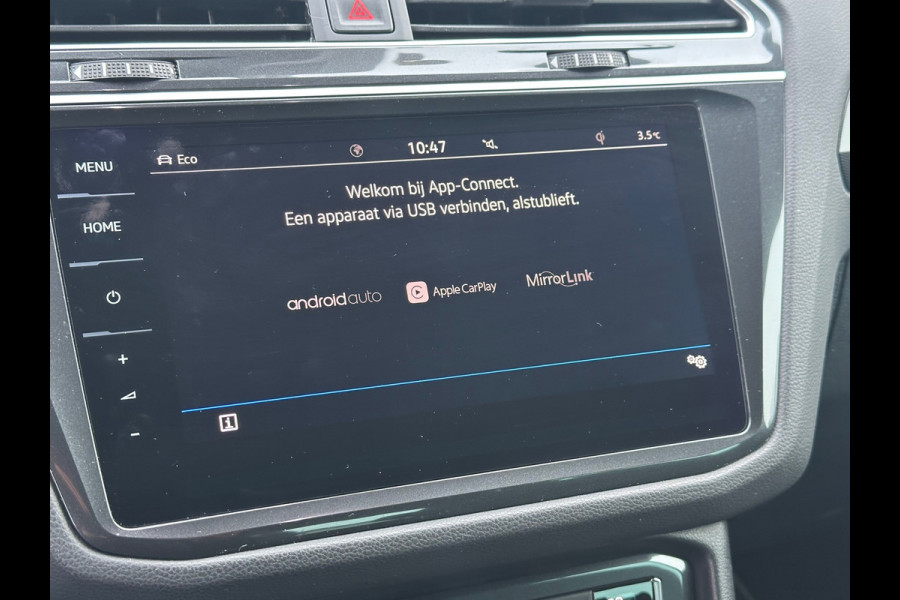 MENU
HOME
Eco
10:47
3.5°C
Welkom bij App-Connect.
Een apparaat via USB verbinden, alstublieft.
androidauto
Apple CarPlay
MirrorLink
+
-
i